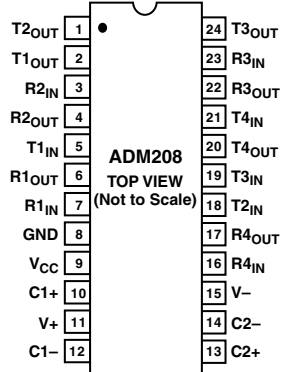 T2OUT 1 24 T3OUT
T1OUT 2 23 R3IN
R2IN 3 22 R3OUT
R2OUT 4 21 T4IN
T1IN 5 20 T4OUT
ADM208
R1OUT 6 19 T3IN
TOP VIEW
R1IN 7 18 T2IN
(Not to Scale)
GND 8 17 R4OUT
VCC 9 16 R4IN
C1+ 10 15 V–
V+ 11 14 C2–
C1– 12 13 C2+